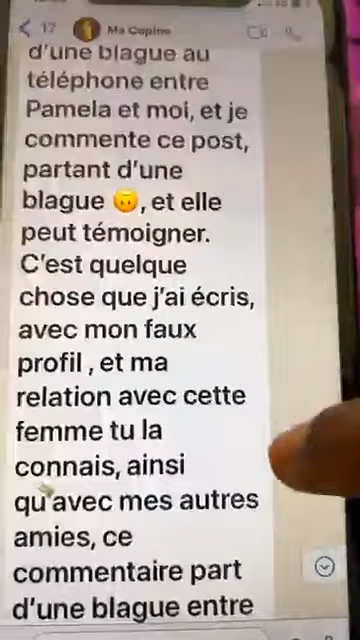 17 Ma Copine
d'une blague au
téléphone entre
Pamela et moi, et je
commente ce post,
partant d'une
blague 🙃, et elle
peut témoigner.
C'est quelque
chose que j'ai écris,
avec mon faux
profil , et ma
relation avec cette
femme tu la
connais, ainsi
qu'avec mes autres
amies, ce
commentaire part
d'une blague entre